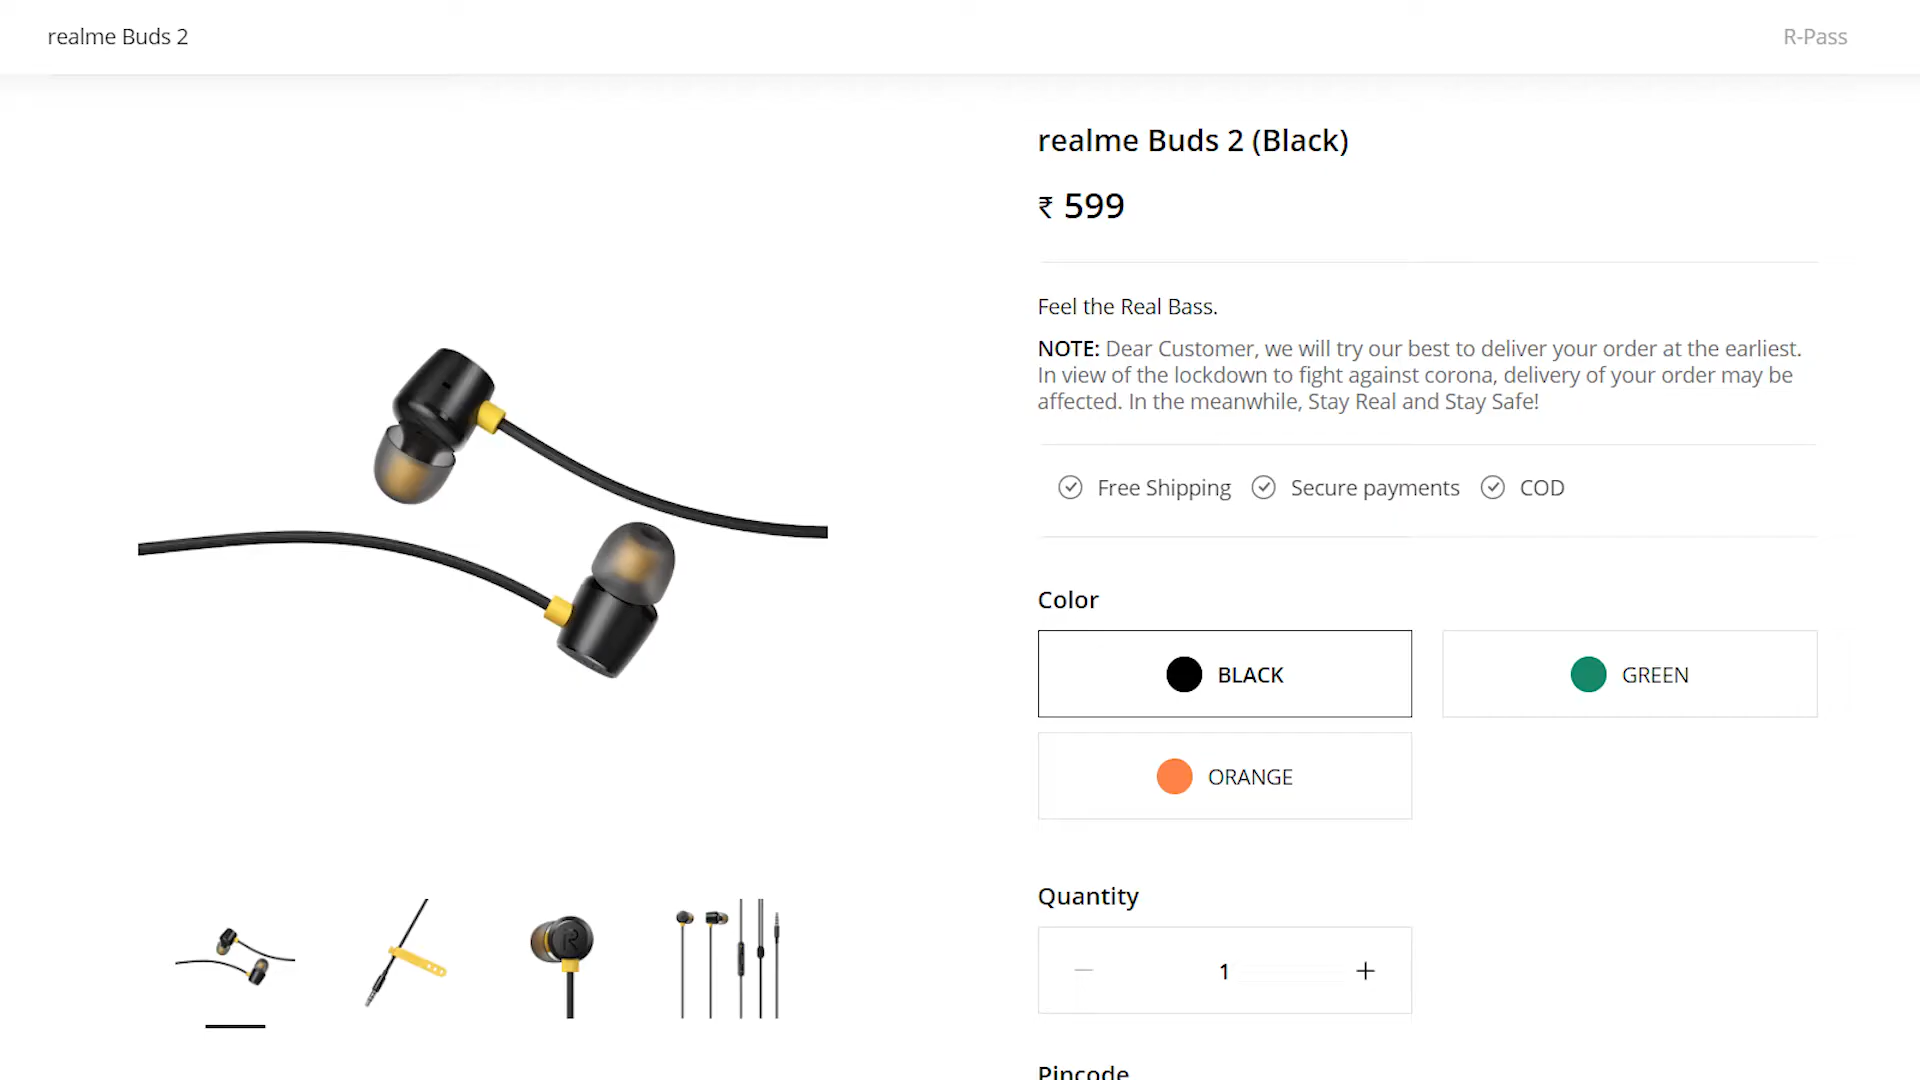 realme Buds 2
R-Pass
realme Buds 2 (Black)
₹ 599
Feel the Real Bass.
NOTE: Dear Customer, we will try our best to deliver your order at the earliest.
In view of the lockdown to fight against corona, delivery of your order may be
affected. In the meanwhile, Stay Real and Stay Safe!
Free Shipping Secure payments COD
Color
BLACK GREEN
ORANGE
Quantity
1
Pincode